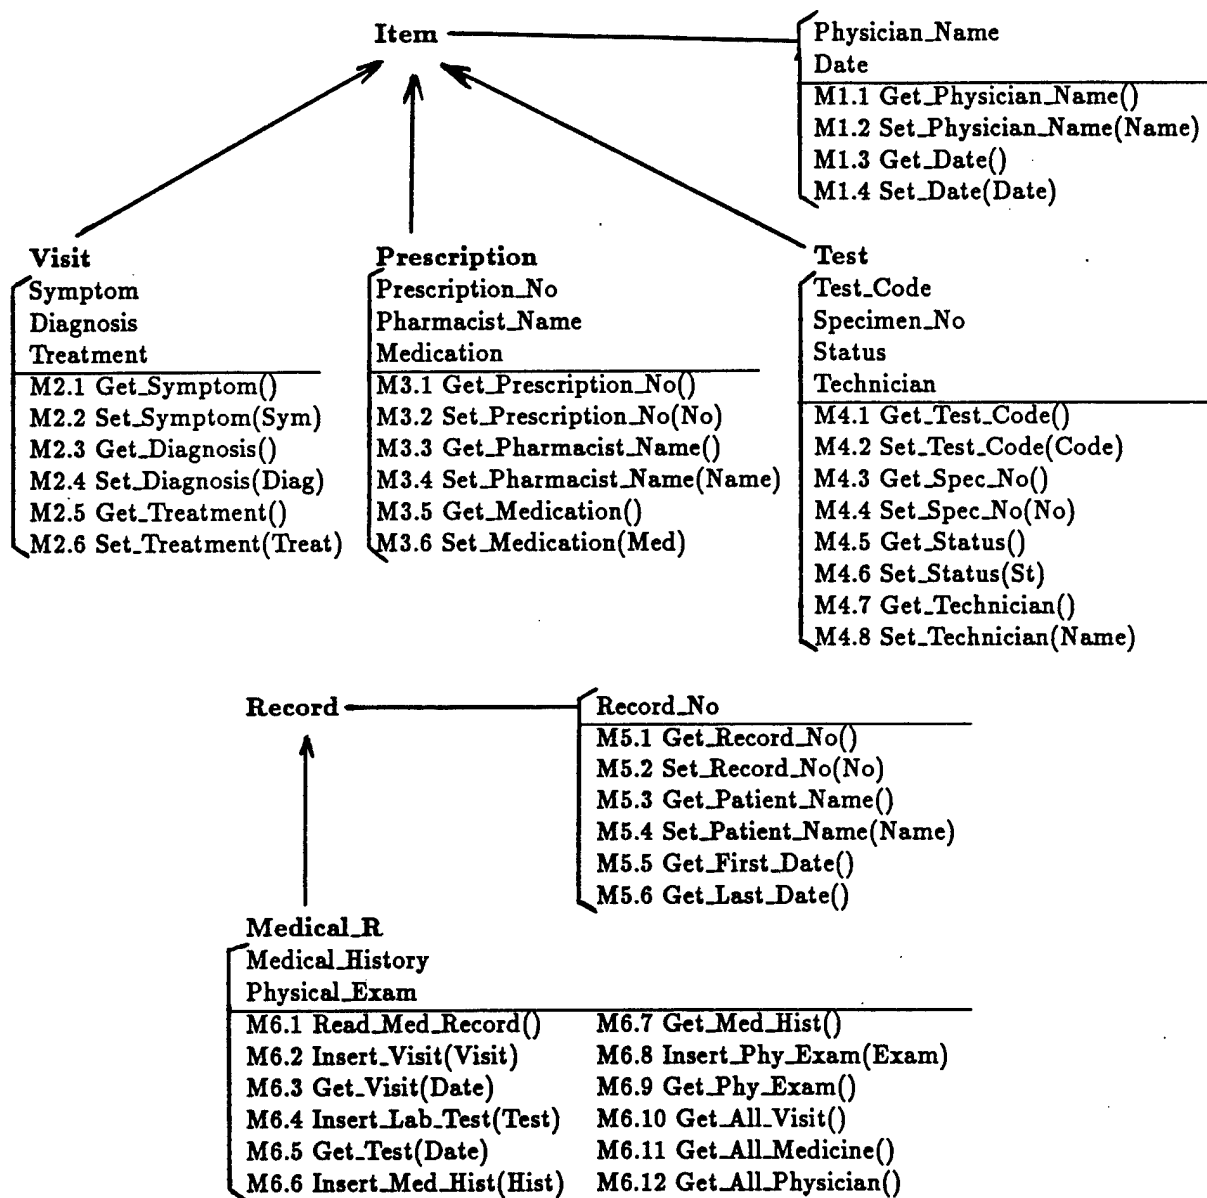 Item
Physician_Name
Date
M1.1 Get_Physician_Name()
M1.2 Set_Physician_Name(Name)
M1.3 Get_Date()
M1.4 Set_Date(Date)
Visit
Symptom
Diagnosis
Treatment
M2.1 Get_Symptom()
M2.2 Set_Symptom(Sym)
M2.3 Get_Diagnosis()
M2.4 Set_Diagnosis(Diag)
M2.5 Get_Treatment()
M2.6 Set_Treatment(Treat)
Prescription
Prescription_No
Pharmacist_Name
Medication
M3.1 Get_Prescription_No()
M3.2 Set_Prescription_No(No)
M3.3 Get_Pharmacist_Name()
M3.4 Set_Pharmacist_Name(Name)
M3.5 Get_Medication()
M3.6 Set_Medication(Med)
Test
Test_Code
Specimen_No
Status
Technician
M4.1 Get_Test_Code()
M4.2 Set_Test_Code(Code)
M4.3 Get_Spec_No()
M4.4 Set_Spec_No(No)
M4.5 Get_Status()
M4.6 Set_Status(St)
M4.7 Get_Technician()
M4.8 Set_Technician(Name)
Record
Record_No
M5.1 Get_Record_No()
M5.2 Set_Record_No(No)
M5.3 Get_Patient_Name()
M5.4 Set_Patient_Name(Name)
M5.5 Get_First_Date()
M5.6 Get_Last_Date()
Medical_R
Medical_History
Physical_Exam
M6.1 Read_Med_Record()
M6.2 Insert_Visit(Visit)
M6.3 Get_Visit(Date)
M6.4 Insert_Lab_Test(Test)
M6.5 Get_Test(Date)
M6.6 Insert_Med_Hist(Hist)
M6.7 Get_Med_Hist()
M6.8 Insert_Phy_Exam(Exam)
M6.9 Get_Phy_Exam()
M6.10 Get_All_Visit()
M6.11 Get_All_Medicine()
M6.12 Get_All_Physician()